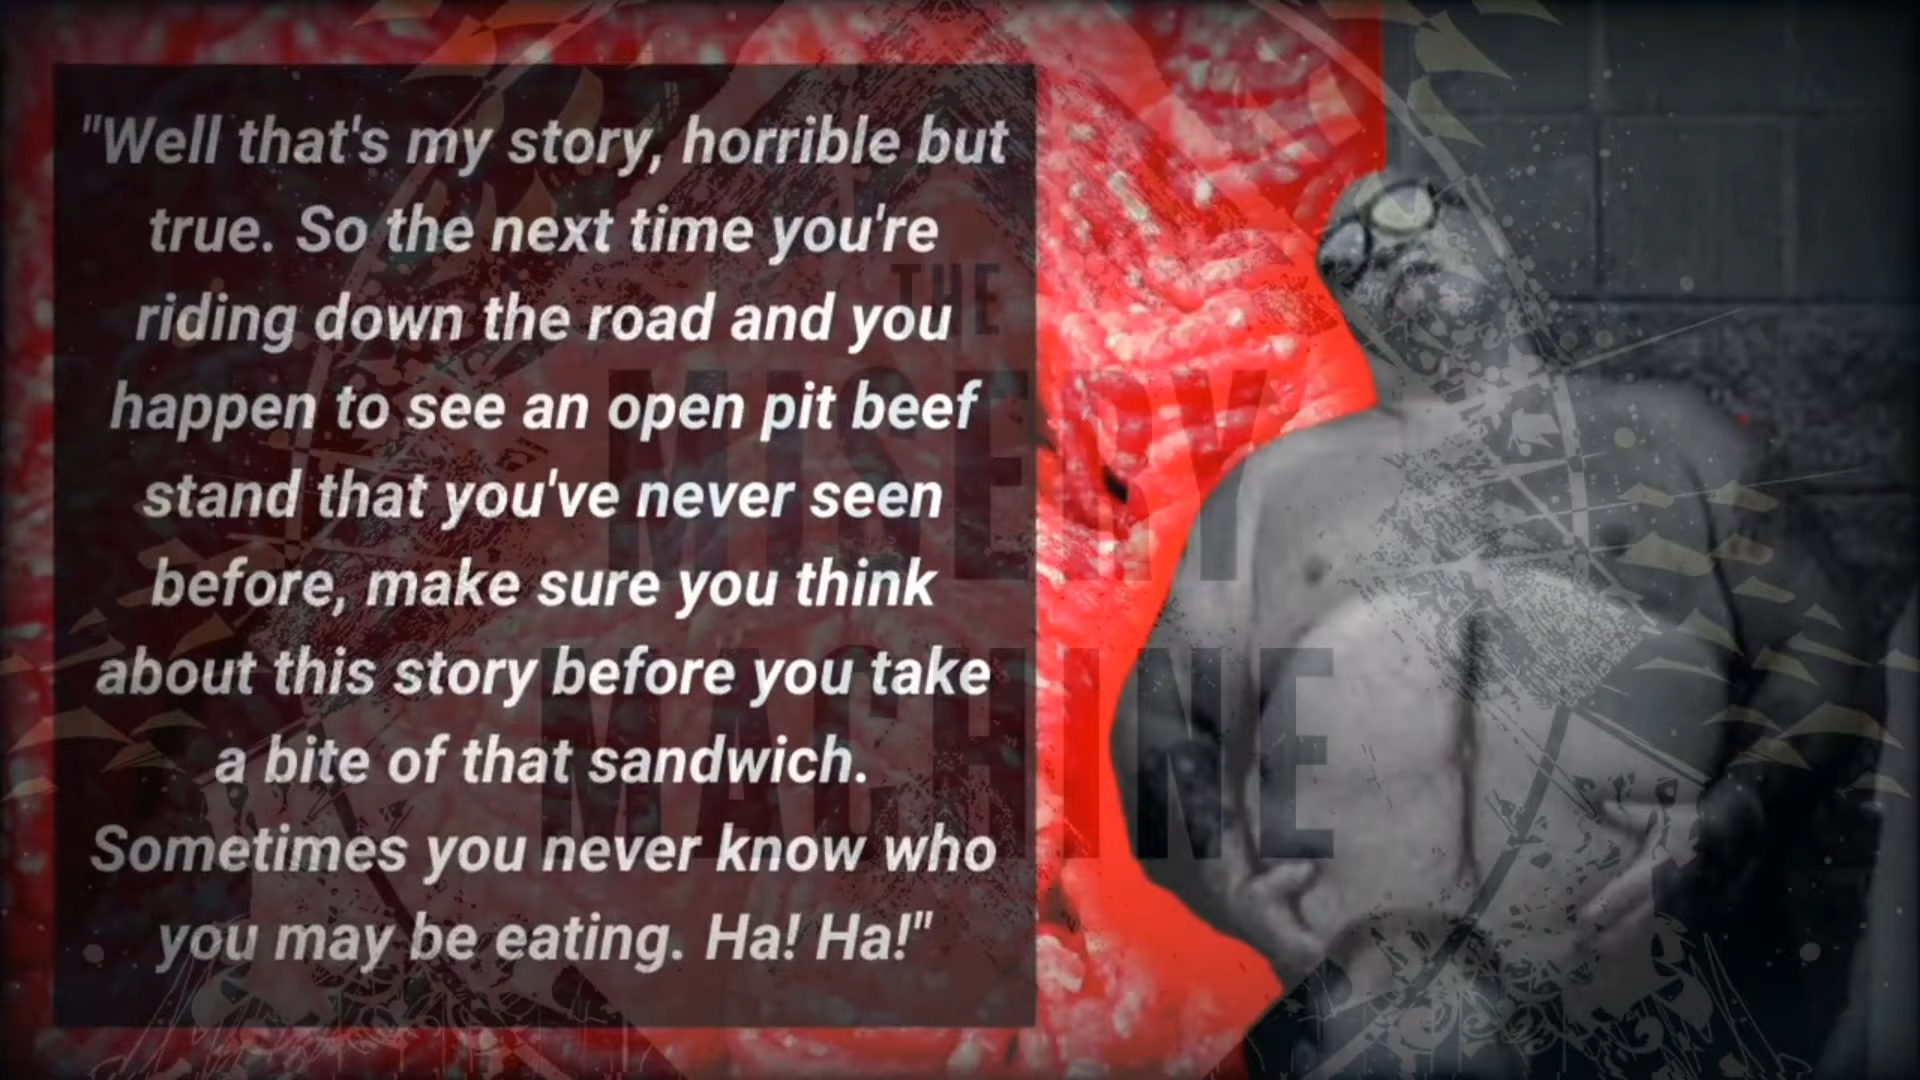 "Well that's my story, horrible but
true. So the next time you're
riding down the road and you
happen to see an open pit beef
stand that you've never seen
before, make sure you think
about this story before you take
a bite of that sandwich.
Sometimes you never know who
you may be eating. Ha! Ha!"
THE
MISERY
MACHINE